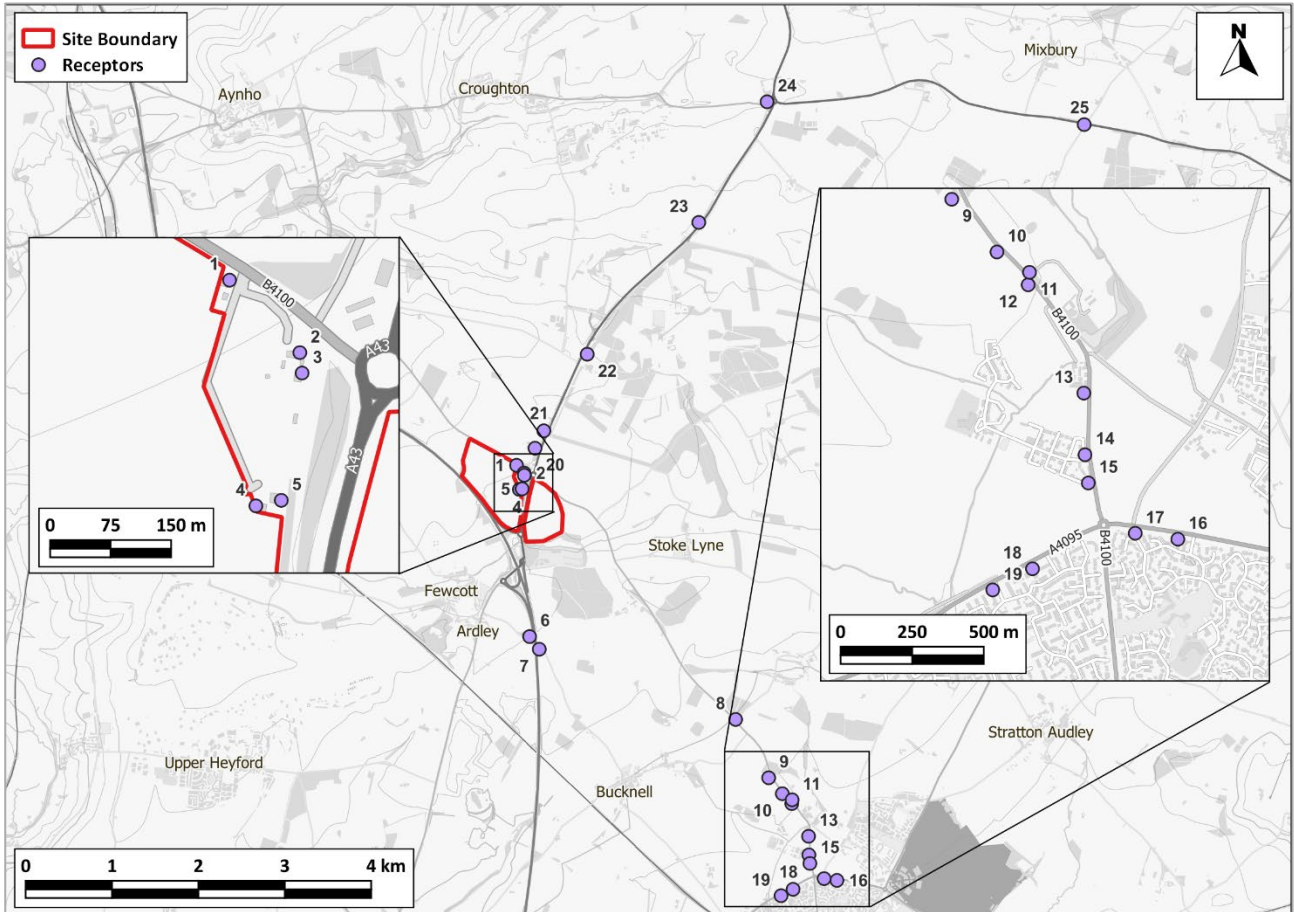 Site Boundary
Receptors
N
Mixbury
Aynho
Croughton
24
25
23
22
21
1
2
20
5
4
Stoke Lyne
Fewcott
Ardley
6
7
8
Upper Heyford
Bucknell
Stratton Audley
9
11
10
13
15
18
19
16
0 1 2 3 4 km
1
B4100
2
3
A43
A43
4
5
0 75 150 m
9
10
11
12
B4100
13
14
15
17
16
A4095
B4100
18
19
0 250 500 m